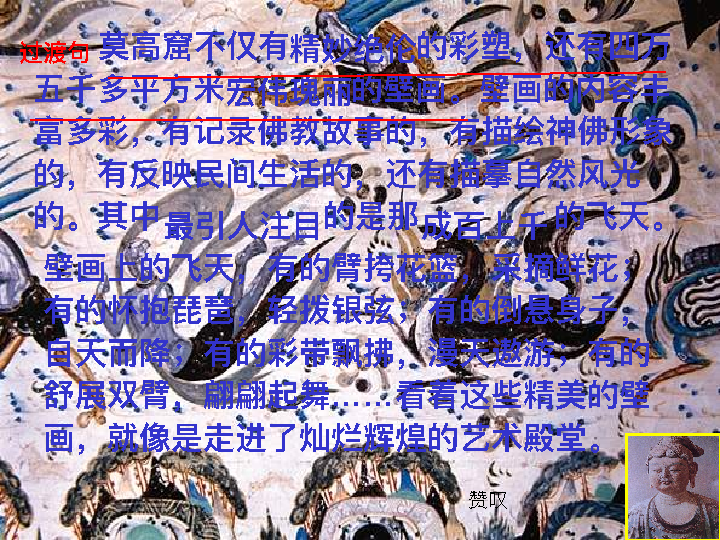 过渡句 莫高窟不仅有精妙绝伦的彩塑，还有四万
五千多平方米宏伟瑰丽的壁画。壁画的内容丰
富多彩，有记录佛教故事的，有描绘神佛形象
的，有反映民间生活的，还有描摹自然风光
的。其中最引人注目的是那成百上千的飞天。
壁画上的飞天，有的臂挎花篮，采摘鲜花；
有的怀抱琵琶，轻拨银弦；有的倒悬身子，
自天而降；有的彩带飘拂，漫天遨游；有的
舒展双臂，翩翩起舞……看着这些精美的壁
画，就像是走进了灿烂辉煌的艺术殿堂。
赞叹